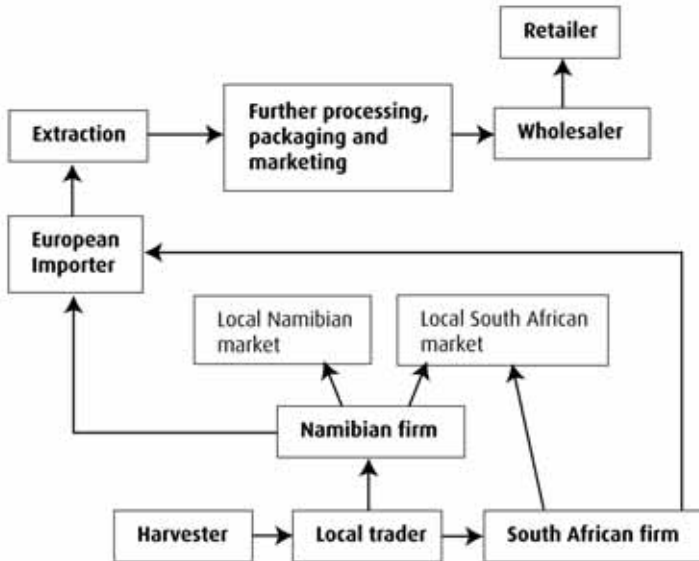 Retailer
Extraction
Further processing,
packaging and
marketing
Wholesaler
European
Importer
Local Namibian
market
Local South African
market
Namibian firm
Harvester
Local trader
South African firm